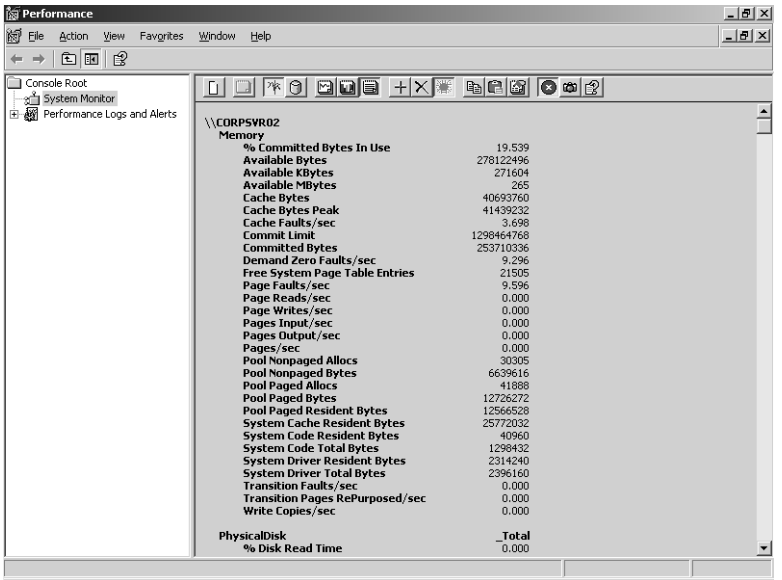 Performance
File Action View Favorites Window Help
Console Root
System Monitor
Performance Logs and Alerts
\\CORPSVR02
Memory
% Committed Bytes In Use 19.539
Available Bytes 278122496
Available KBytes 271604
Available MBytes 265
Cache Bytes 40693760
Cache Bytes Peak 41439232
Cache Faults/sec 3.698
Commit Limit 1298464768
Committed Bytes 253710336
Demand Zero Faults/sec 9.296
Free System Page Table Entries 21505
Page Faults/sec 9.596
Page Reads/sec 0.000
Page Writes/sec 0.000
Pages Input/sec 0.000
Pages Output/sec 0.000
Pages/sec 0.000
Pool Nonpaged Allocs 30305
Pool Nonpaged Bytes 6639616
Pool Paged Allocs 41888
Pool Paged Bytes 12726272
Pool Paged Resident Bytes 12566528
System Cache Resident Bytes 25772032
System Code Resident Bytes 40960
System Code Total Bytes 1298432
System Driver Resident Bytes 2314240
System Driver Total Bytes 2396160
Transition Faults/sec 0.000
Transition Pages RePurposed/sec 0.000
Write Copies/sec 0.000
PhysicalDisk _Total
% Disk Read Time 0.000